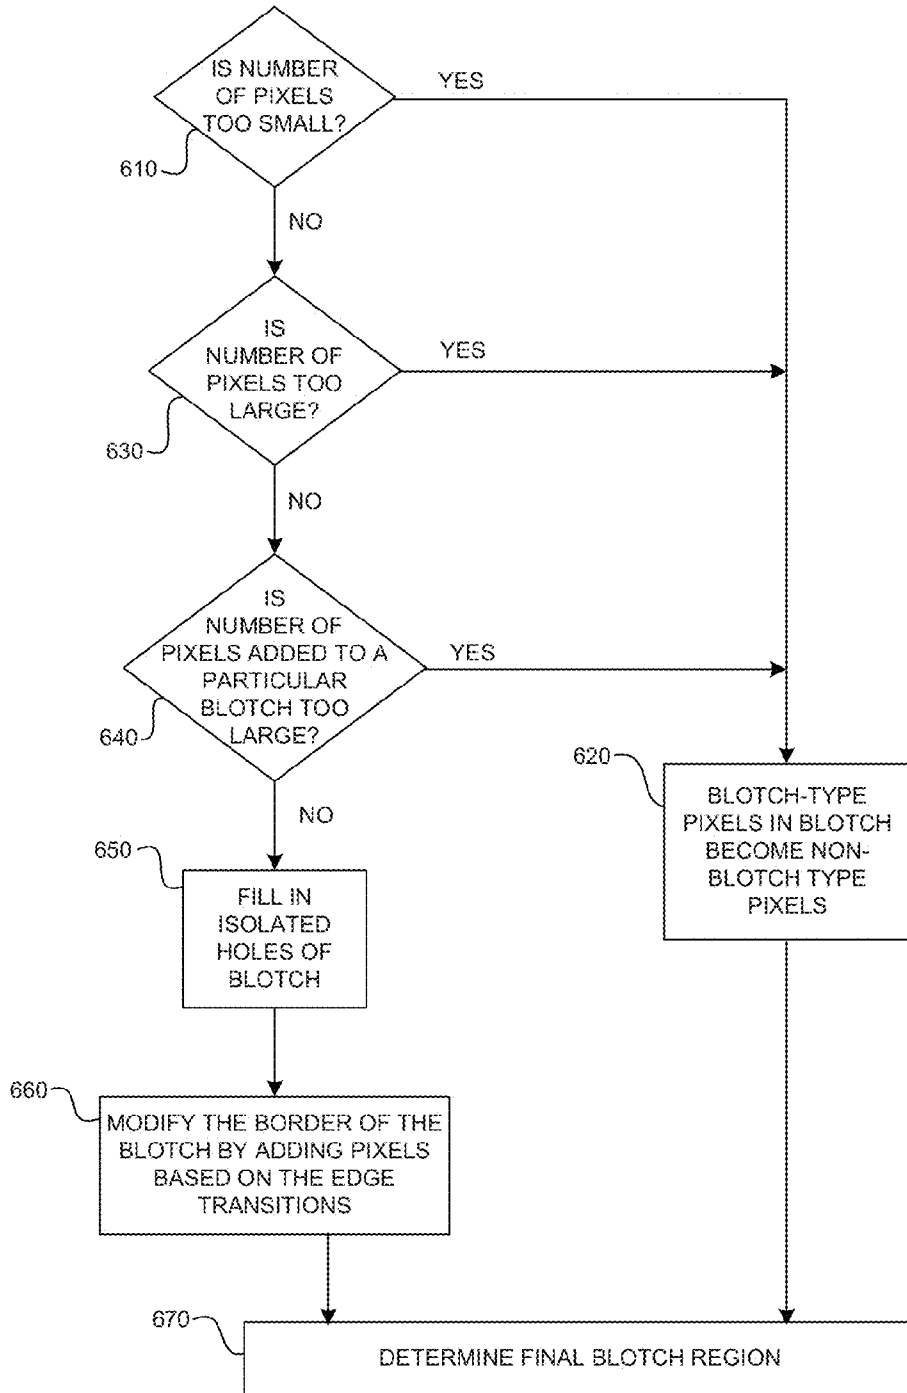 IS NUMBER
OF PIXELS
TOO SMALL?
YES
610
NO
IS
NUMBER OF
PIXELS TOO
LARGE?
YES
630
NO
IS
NUMBER OF
PIXELS ADDED TO A
PARTICULAR
BLOTCH TOO
LARGE?
YES
640
NO
620
BLOTCH-TYPE
PIXELS IN BLOTCH
BECOME NON-
BLOTCH TYPE
PIXELS
650
FILL IN
ISOLATED
HOLES OF
BLOTCH
660
MODIFY THE BORDER OF THE
BLOTCH BY ADDING PIXELS
BASED ON THE EDGE
TRANSITIONS
670
DETERMINE FINAL BLOTCH REGION